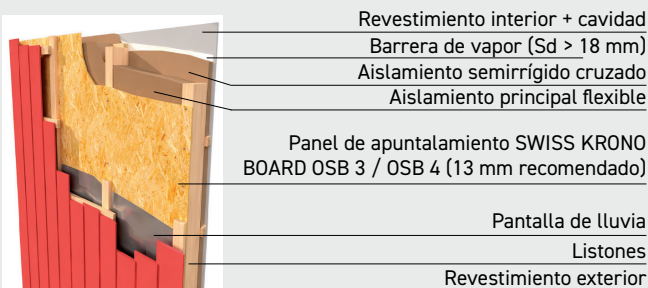 Revestimiento interior + cavidad
Barrera de vapor (Sd > 18 mm)
Aislamiento semirrígido cruzado
Aislamiento principal flexible
Panel de apuntalamiento SWISS KRONO
BOARD OSB 3 / OSB 4 (13 mm recomendado)
Pantalla de lluvia
Listones
Revestimiento exterior